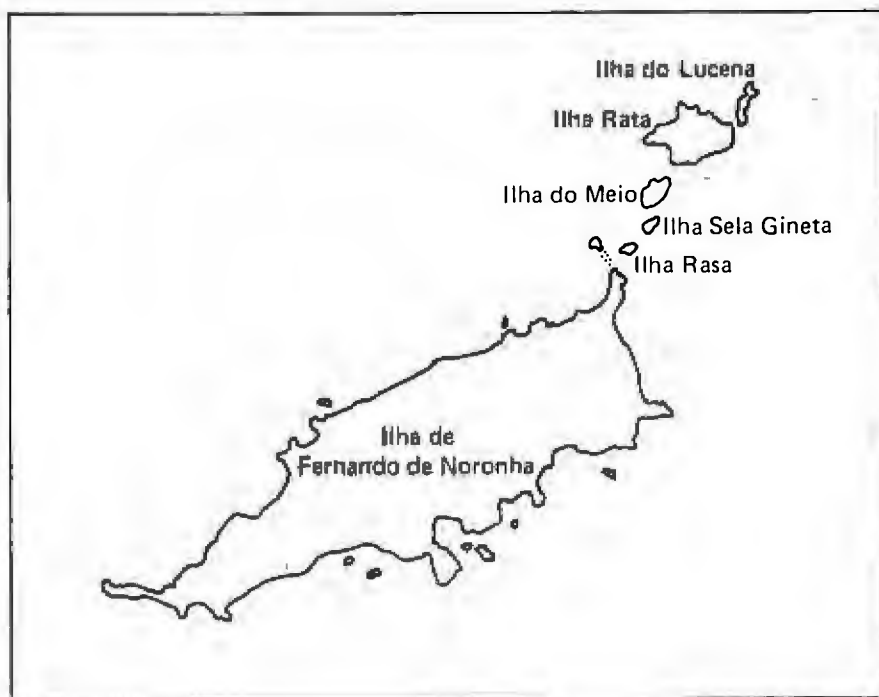 Ilha do Lucena
Ilha Rata
Ilha do Meio
Ilha Sela Gineta
Ilha Rasa
Ilha de
Fernando de Noronha